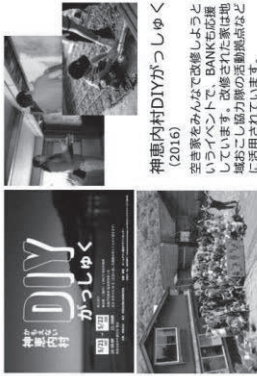 かもえない
神恵内村
DIY
がっしゅく
神恵内村DIYがっしゅく
(2016)
空き家をみんなで改修しようと
いうイベントで、BANKも応援
しています。改修された家は地
域おこし協力隊の活動拠点など
に活用されています。